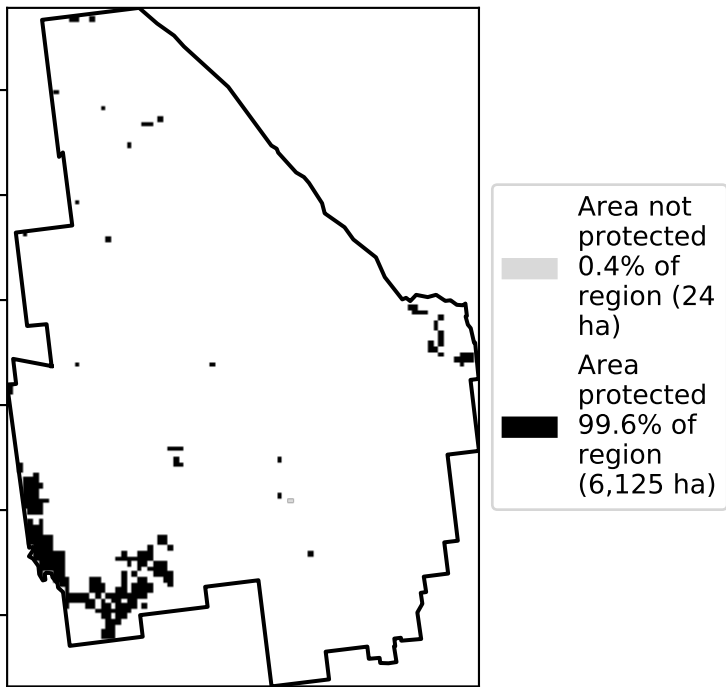 Area not
protected
0.4% of
region (24
ha)
Area
protected
99.6% of
region
(6,125 ha)